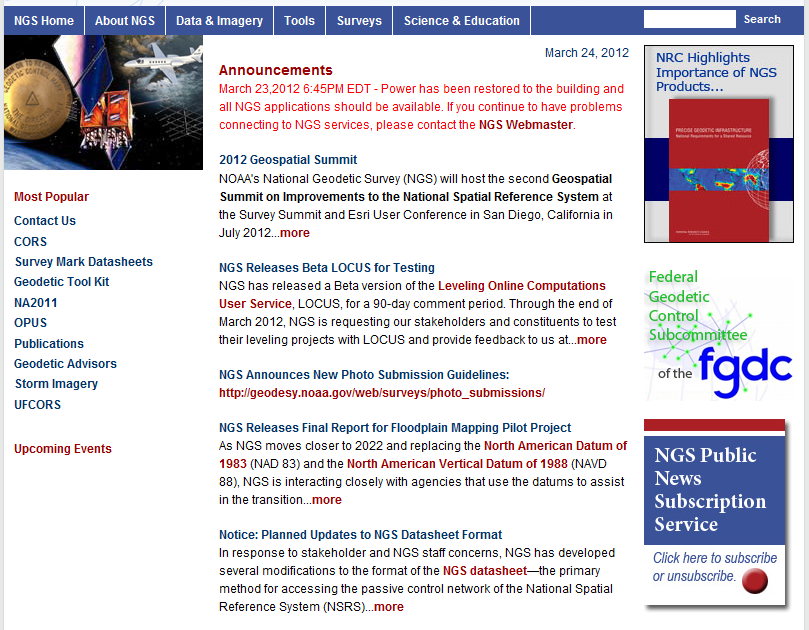 NGS Home
About NGS
Data & Imagery
Tools
Surveys
Science & Education
Search
Most Popular
Contact Us
CORS
Survey Mark Datasheets
Geodetic Tool Kit
NA2011
OPUS
Publications
Geodetic Advisors
Storm Imagery
UFCORS
Upcoming Events
March 24, 2012
Announcements
March 23,2012 6:45PM EDT - Power has been restored to the building and
all NGS applications should be available. If you continue to have problems
connecting to NGS services, please contact the NGS Webmaster.
2012 Geospatial Summit
NOAA's National Geodetic Survey (NGS) will host the second Geospatial
Summit on Improvements to the National Spatial Reference System at
the Survey Summit and Esri User Conference in San Diego, California in
July 2012...more
NGS Releases Beta LOCUS for Testing
NGS has released a Beta version of the Leveling Online Computations
User Service, LOCUS, for a 90-day comment period. Through the end of
March 2012, NGS is requesting our stakeholders and constituents to test
their leveling projects with LOCUS and provide feedback to us at...more
NGS Announces New Photo Submission Guidelines:
http://geodesy.noaa.gov/web/surveys/photo_submissions/
NGS Releases Final Report for Floodplain Mapping Pilot Project
As NGS moves closer to 2022 and replacing the North American Datum of
1983 (NAD 83) and the North American Vertical Datum of 1988 (NAVD
88), NGS is interacting closely with agencies that use the datums to assist
in the transition...more
Notice: Planned Updates to NGS Datasheet Format
In response to stakeholder and NGS staff concerns, NGS has developed
several modifications to the format of the NGS datasheet—the primary
method for accessing the passive control network of the National Spatial
Reference System (NSRS)...more
NRC Highlights
Importance of NGS
Products...
PRECISE GEODETIC INFRASTRUCTURE
National Requirements for a Shared Resource
Federal
Geodetic
Control
Subcommittee
of the fgdc
NGS Public
News
Subscription
Service
Click here to subscribe
or unsubscribe.